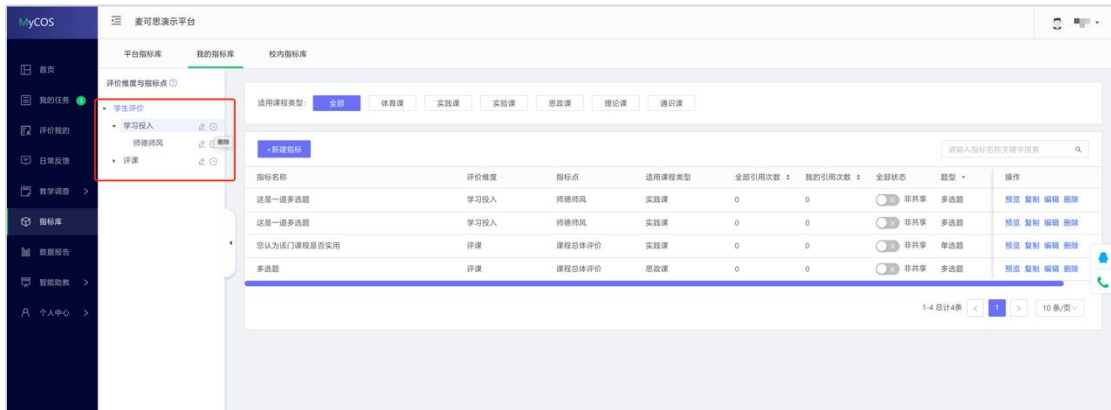 MyCOS
麦可思演示平台
平台指标库 我的指标库 校内指标库
首页
我的任务 3
评价我的
日常反馈
教学调查 >
指标库
数据报告
智能助教 >
个人中心 >
评价维度与指标点
学生评价
学习投入
删除
师德师风
评课
适用课程类型: 全部 体育课 实践课 实验课 思政课 理论课 通识课
+新建指标 请输入指标名称关键字搜索
指标名称 评价维度 指标点 适用课程类型 全部引用次数 我的引用次数 全部状态 题型 操作
这是一道多选题 学习投入 师德师风 实践课 0 0 非共享 多选题 预览 复制 编辑 删除
这是一道多选题 学习投入 师德师风 实践课 0 0 非共享 多选题 预览 复制 编辑 删除
您认为该门课程是否实用 评课 课程总体评价 实践课 0 0 非共享 单选题 预览 复制 编辑 删除
多选题 评课 课程总体评价 思政课 0 0 非共享 多选题 预览 复制 编辑 删除
1-4 总计4条 < 1 > 10 条/页